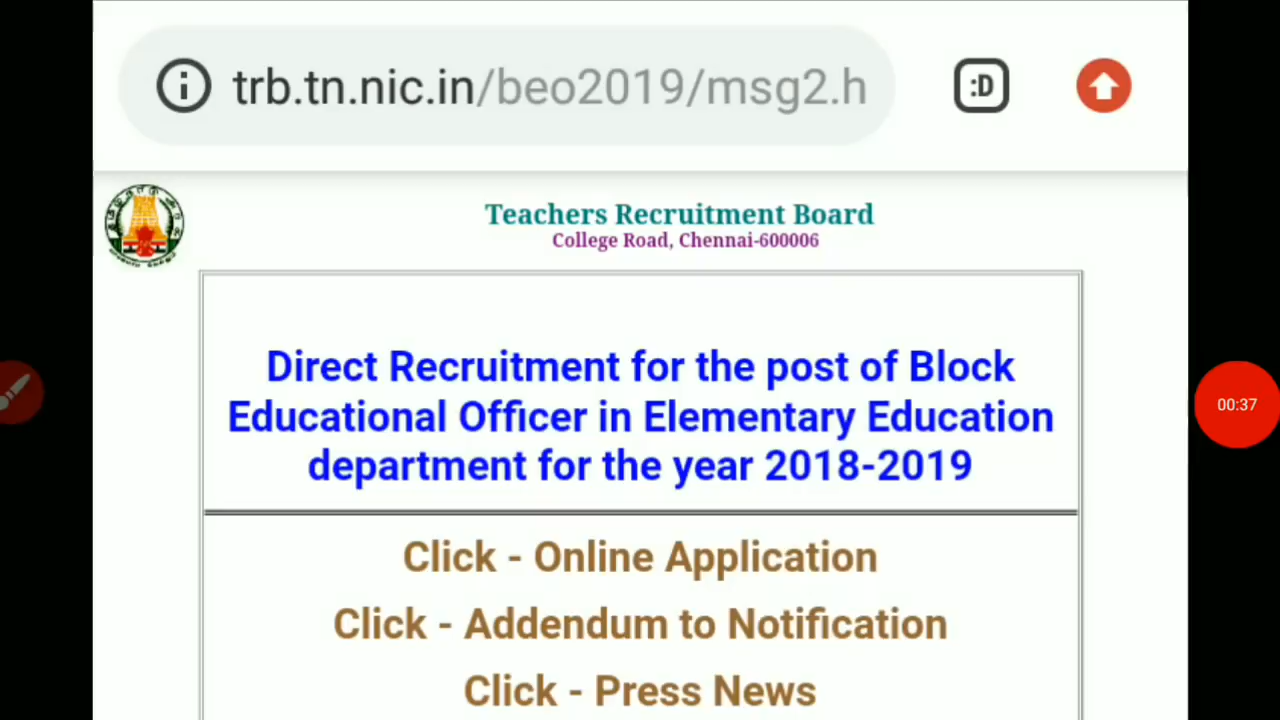 trb.tn.nic.in/beo2019/msg2.h
:D
Teachers Recruitment Board
College Road, Chennai-600006
Direct Recruitment for the post of Block
Educational Officer in Elementary Education
department for the year 2018-2019
00:37
Click - Online Application
Click - Addendum to Notification
Click - Press News